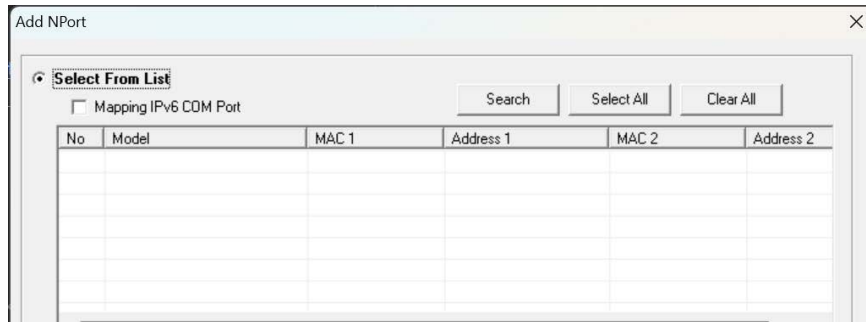 Add NPort
Select From List
Mapping IPv6 COM Port
Search Select All Clear All
No Model MAC 1 Address 1 MAC 2 Address 2